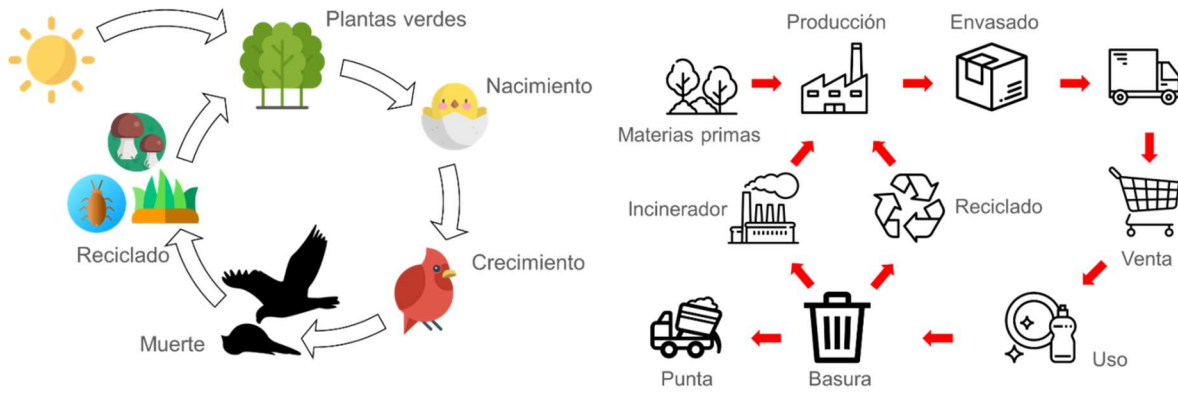 Plantas verdes
Nacimiento
Crecimiento
Muerte
Reciclado
Producción
Envasado
Materias primas
Incinerador
Reciclado
Venta
Punta
Basura
Uso